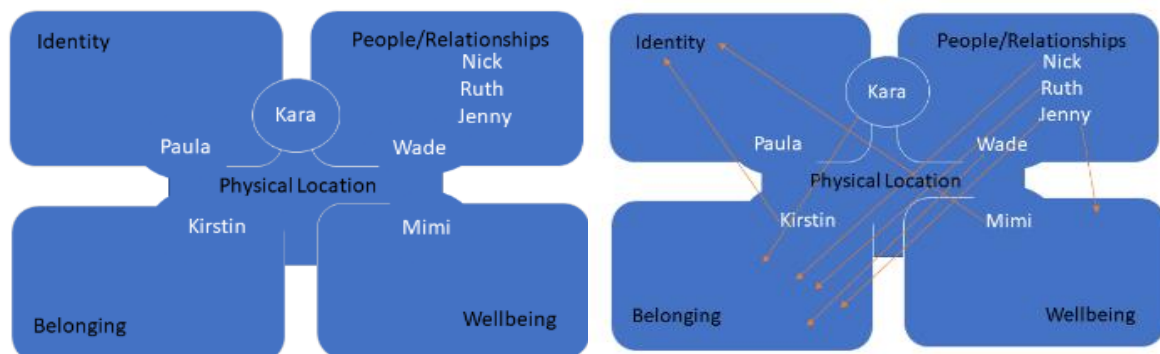 Identity
People/Relationships
Nick
Ruth
Jenny
Kara
Paula
Wade
Physical Location
Kirstin
Mimi
Belonging
Wellbeing
Identity
People/Relationships
Nick
Ruth
Jenny
Kara
Paula
Wade
Physical Location
Kirstin
Mimi
Belonging
Wellbeing